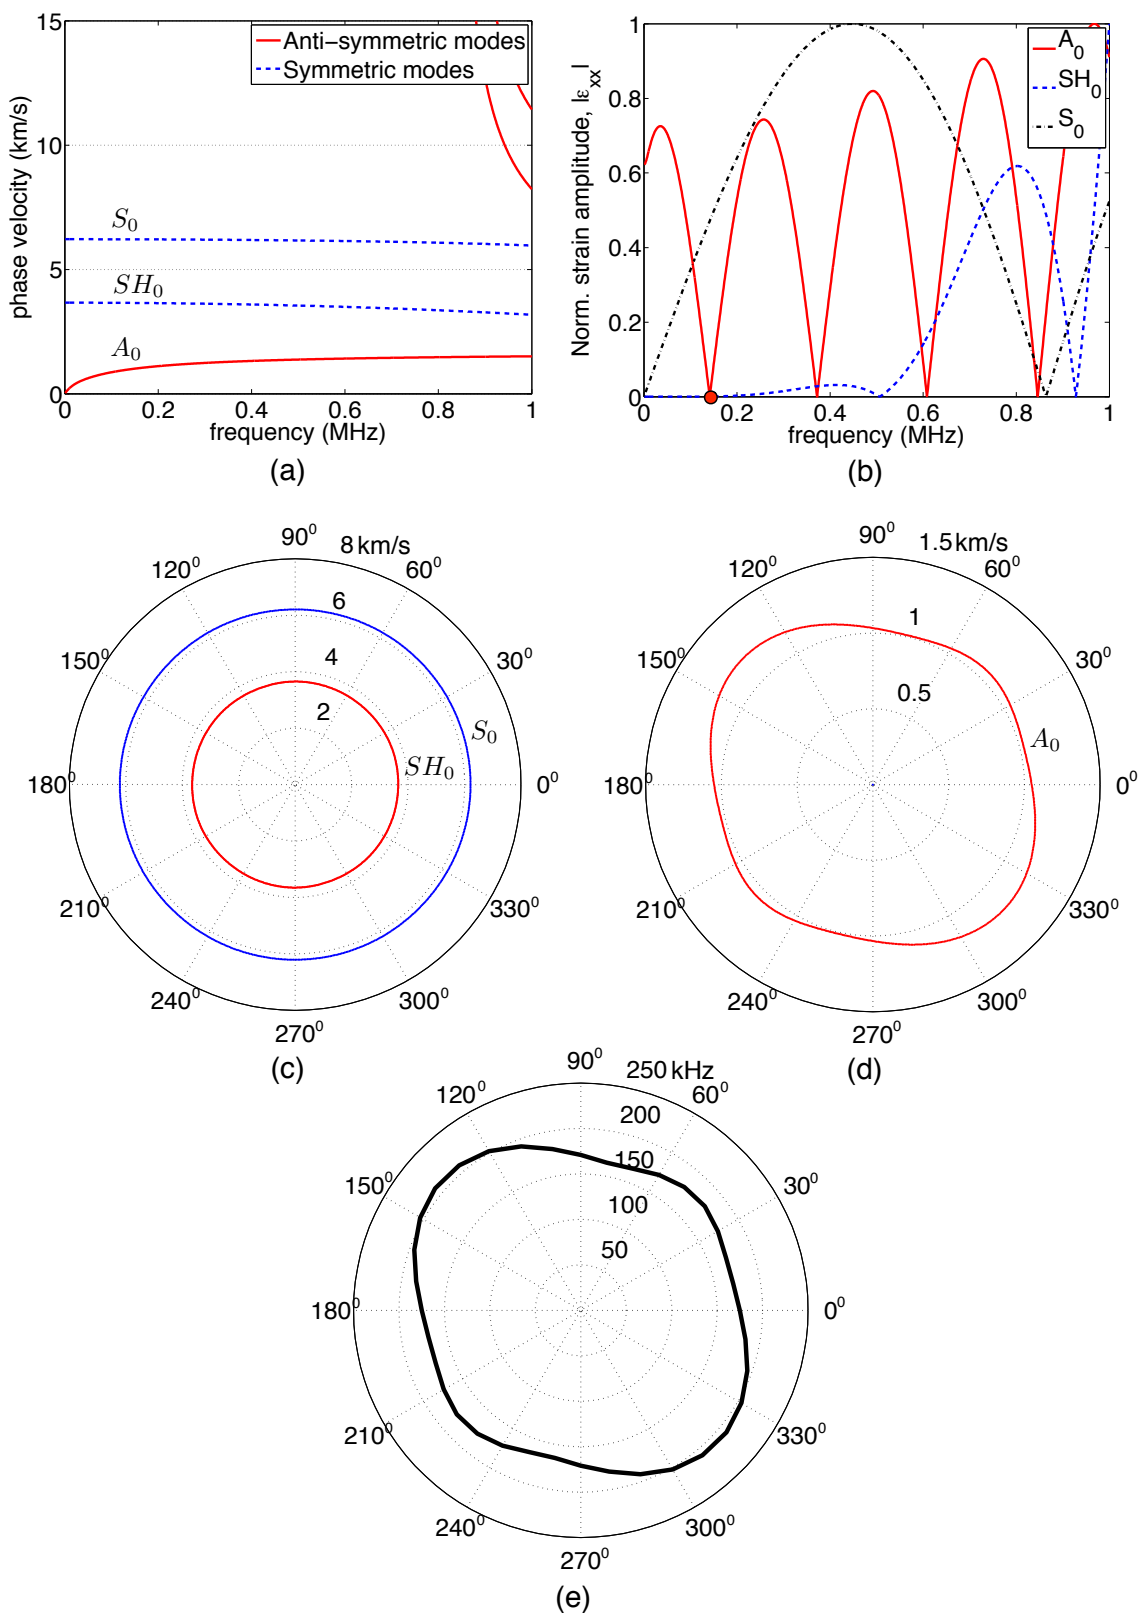 15
10
5
0
phase velocity (km/s)
Anti−symmetric modes
Symmetric modes
S0
SH0
A0
0 0.2 0.4 0.6 0.8 1
frequency (MHz)
(a)
1
0.8
0.6
0.4
0.2
0
Norm. strain amplitude, |ε_xx|
A0
SH0
S0
0 0.2 0.4 0.6 0.8 1
frequency (MHz)
(b)
90⁰ 8 km/s
120⁰ 60⁰
6
150⁰ 4 30⁰
2
S0
SH0
180⁰ 0⁰
210⁰ 330⁰
240⁰ 300⁰
270⁰
(c)
90⁰ 1.5 km/s
120⁰ 60⁰
1
150⁰ 30⁰
0.5
A0
180⁰ 0⁰
210⁰ 330⁰
240⁰ 300⁰
270⁰
(d)
90⁰ 250 kHz
120⁰ 60⁰
200
150
150⁰ 30⁰
100
50
180⁰ 0⁰
210⁰ 330⁰
240⁰ 300⁰
270⁰
(e)